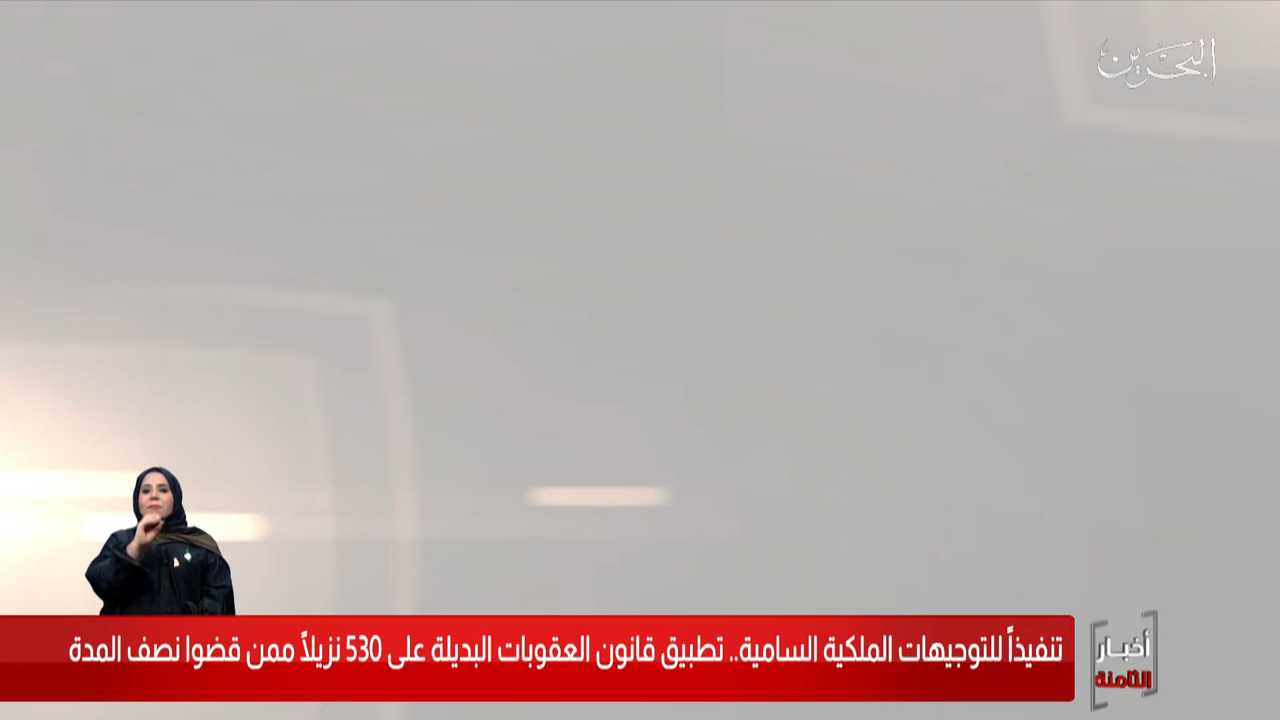 البحرين
تنفيذاً للتوجيهات الملكية السامية.. تطبيق قانون العقوبات البديلة على 530 نزيلاً ممن قضوا نصف المدة
أخبار
الثامنة